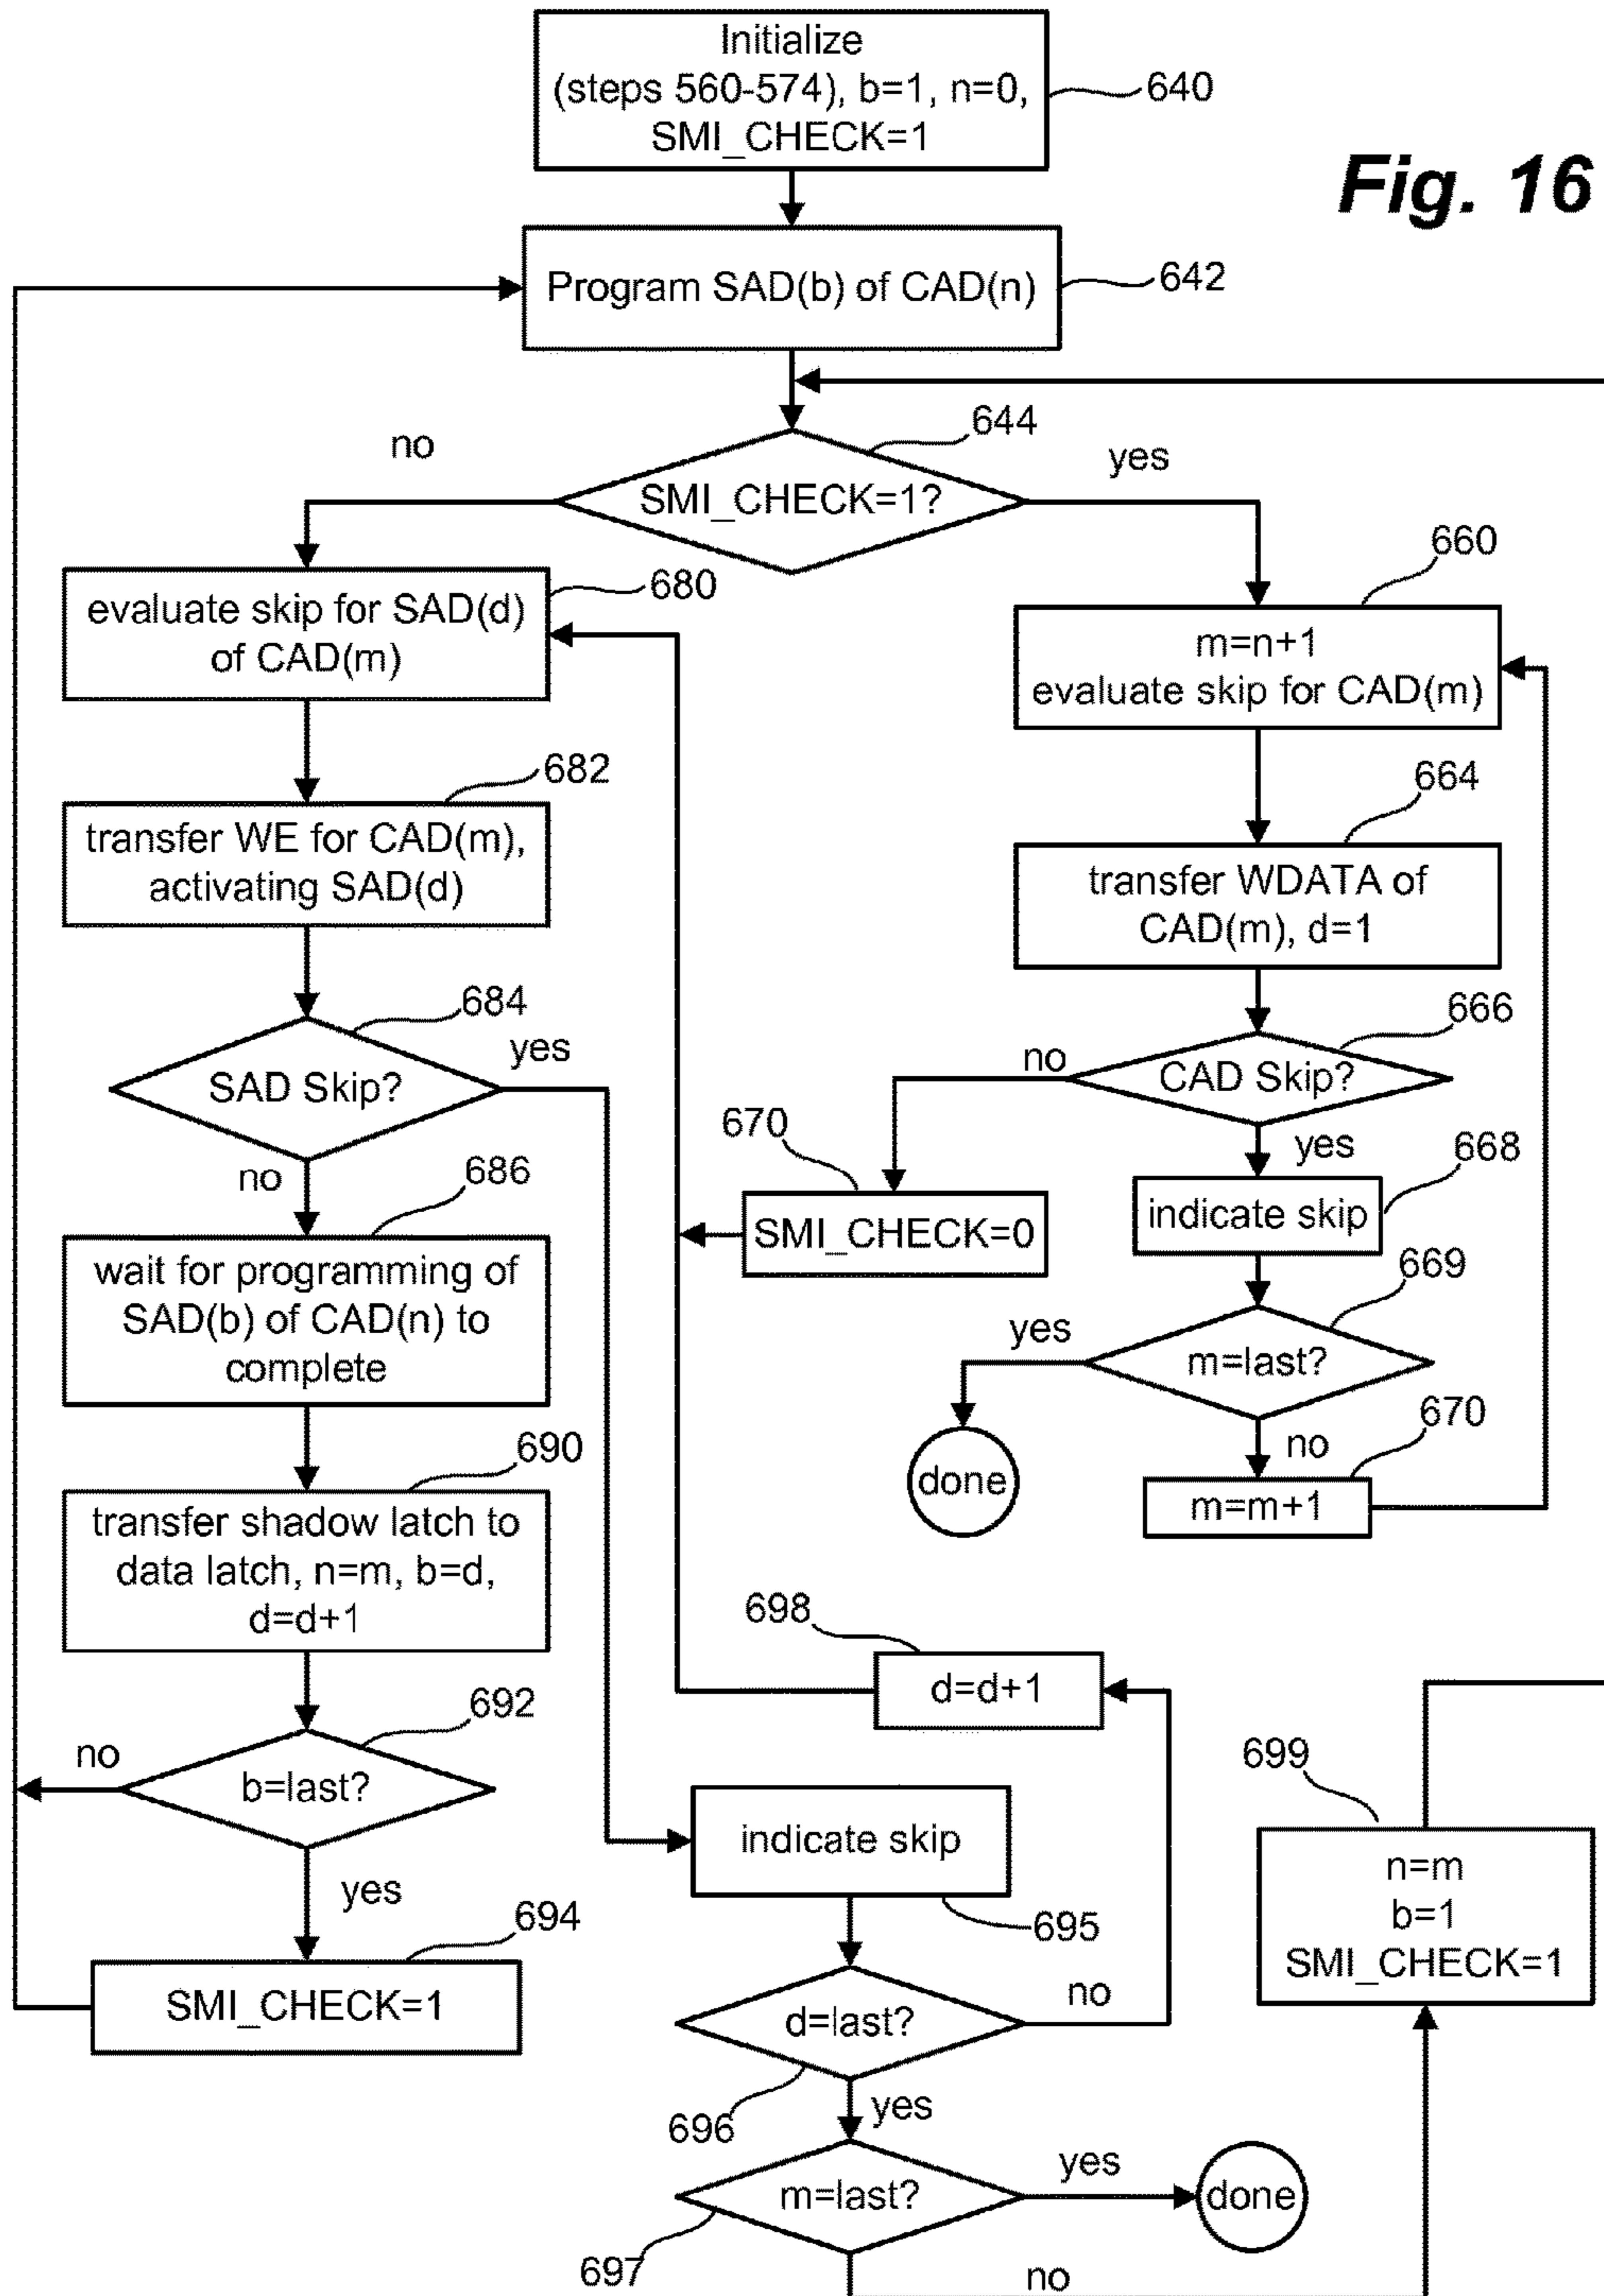 Initialize
(steps 560-574), b=1, n=0,
SMI_CHECK=1
640
Fig. 16
Program SAD(b) of CAD(n)
642
644
no
yes
SMI_CHECK=1?
660
680
evaluate skip for SAD(d)
of CAD(m)
m=n+1
evaluate skip for CAD(m)
682
transfer WE for CAD(m),
activating SAD(d)
664
transfer WDATA of
CAD(m), d=1
684
yes
SAD Skip?
no
666
no
CAD Skip?
yes
670
SMI_CHECK=0
668
indicate skip
686
wait for programming of
SAD(b) of CAD(n) to
complete
669
yes
m=last?
no
done
670
m=m+1
690
transfer shadow latch to
data latch, n=m, b=d,
d=d+1
698
d=d+1
692
no
b=last?
yes
699
n=m
b=1
SMI_CHECK=1
indicate skip
695
694
SMI_CHECK=1
no
d=last?
yes
696
m=last?
yes
done
697
no